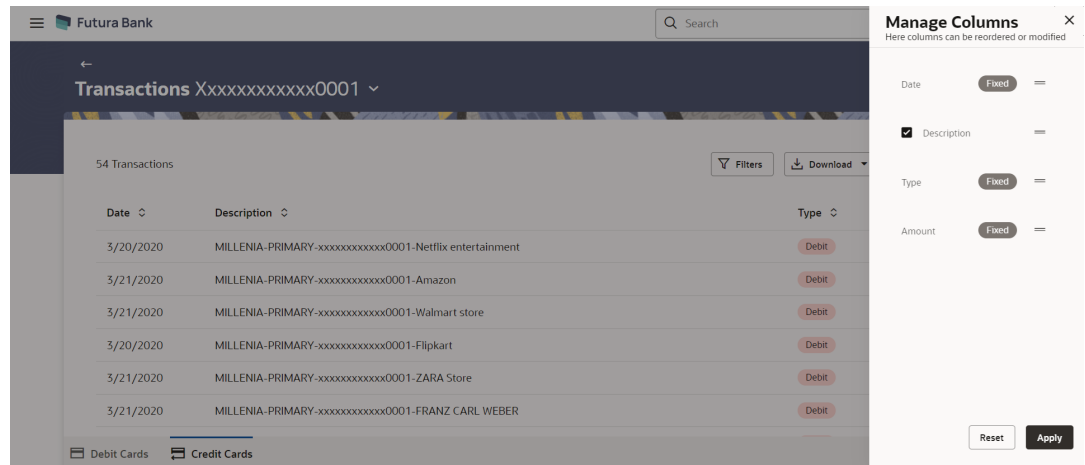 Futura Bank
Search
Transactions Xxxxxxxxxxxx0001
54 Transactions
Filters
Download
Date Description Type
3/20/2020 MILLENIA-PRIMARY-xxxxxxxxxxxx0001-Netflix entertainment Debit
3/21/2020 MILLENIA-PRIMARY-xxxxxxxxxxxx0001-Amazon Debit
3/21/2020 MILLENIA-PRIMARY-xxxxxxxxxxxx0001-Walmart store Debit
3/20/2020 MILLENIA-PRIMARY-xxxxxxxxxxxx0001-Flipkart Debit
3/21/2020 MILLENIA-PRIMARY-xxxxxxxxxxxx0001-ZARA Store Debit
3/21/2020 MILLENIA-PRIMARY-xxxxxxxxxxxx0001-FRANZ CARL WEBER Debit
Debit Cards Credit Cards
Manage Columns
Here columns can be reordered or modified
Date Fixed
Description
Type Fixed
Amount Fixed
Reset Apply